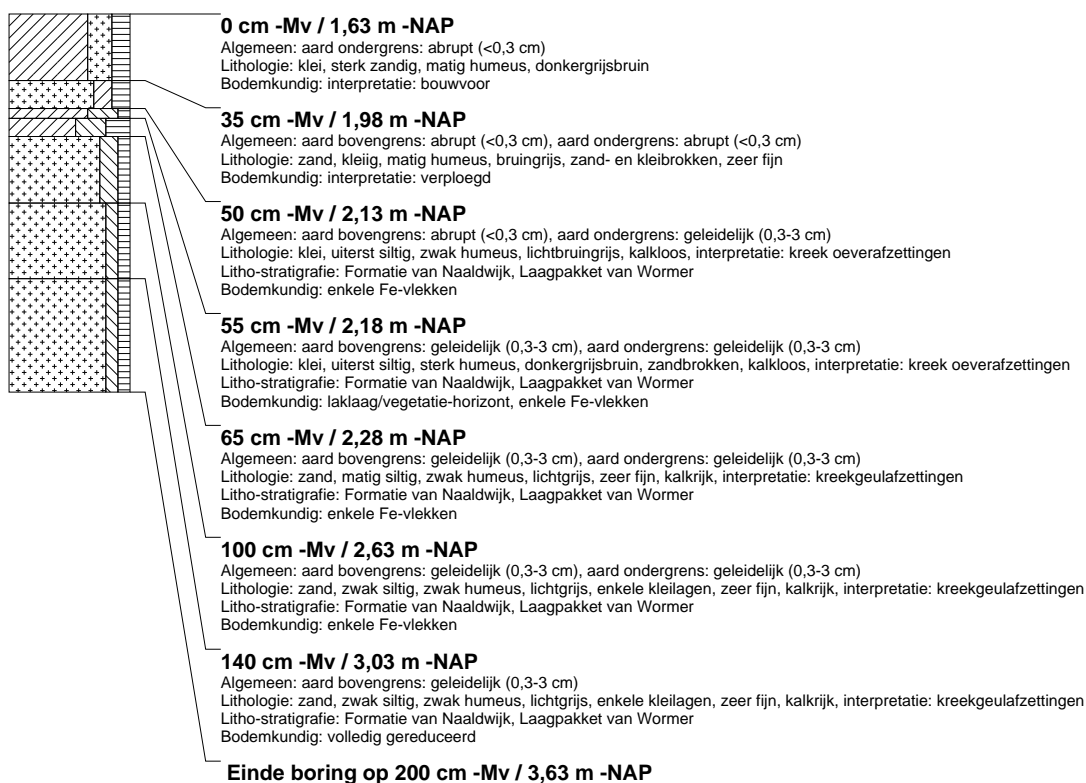 0 cm -Mv / 1,63 m -NAP
Algemeen: aard ondergrens: abrupt (<0,3 cm)
Lithologie: klei, sterk zandig, matig humeus, donkergrijsbruin
Bodemkundig: interpretatie: bouwvoor
35 cm -Mv / 1,98 m -NAP
Algemeen: aard bovengrens: abrupt (<0,3 cm), aard ondergrens: abrupt (<0,3 cm)
Lithologie: zand, kleiig, matig humeus, bruingrijs, zand- en kleibrokken, zeer fijn
Bodemkundig: interpretatie: verploegd
50 cm -Mv / 2,13 m -NAP
Algemeen: aard bovengrens: abrupt (<0,3 cm), aard ondergrens: geleidelijk (0,3-3 cm)
Lithologie: klei, uiterst siltig, zwak humeus, lichtbruingrijs, kalkloos, interpretatie: kreek oeverafzettingen
Litho-stratigrafie: Formatie van Naaldwijk, Laagpakket van Wormer
Bodemkundig: enkele Fe-vlekken
55 cm -Mv / 2,18 m -NAP
Algemeen: aard bovengrens: geleidelijk (0,3-3 cm), aard ondergrens: geleidelijk (0,3-3 cm)
Lithologie: klei, uiterst siltig, sterk humeus, donkergrijsbruin, zandbrokken, kalkloos, interpretatie: kreek oeverafzettingen
Litho-stratigrafie: Formatie van Naaldwijk, Laagpakket van Wormer
Bodemkundig: laklaag/vegetatie-horizont, enkele Fe-vlekken
65 cm -Mv / 2,28 m -NAP
Algemeen: aard bovengrens: geleidelijk (0,3-3 cm), aard ondergrens: geleidelijk (0,3-3 cm)
Lithologie: zand, matig siltig, zwak humeus, lichtgrijs, zeer fijn, kalkrijk, interpretatie: kreekgeulafzettingen
Litho-stratigrafie: Formatie van Naaldwijk, Laagpakket van Wormer
Bodemkundig: enkele Fe-vlekken
100 cm -Mv / 2,63 m -NAP
Algemeen: aard bovengrens: geleidelijk (0,3-3 cm), aard ondergrens: geleidelijk (0,3-3 cm)
Lithologie: zand, zwak siltig, zwak humeus, lichtgrijs, enkele kleilagen, zeer fijn, kalkrijk, interpretatie: kreekgeulafzettingen
Litho-stratigrafie: Formatie van Naaldwijk, Laagpakket van Wormer
Bodemkundig: enkele Fe-vlekken
140 cm -Mv / 3,03 m -NAP
Algemeen: aard bovengrens: geleidelijk (0,3-3 cm)
Lithologie: zand, zwak siltig, zwak humeus, lichtgrijs, enkele kleilagen, zeer fijn, kalkrijk, interpretatie: kreekgeulafzettingen
Litho-stratigrafie: Formatie van Naaldwijk, Laagpakket van Wormer
Bodemkundig: volledig gereduceerd
Einde boring op 200 cm -Mv / 3,63 m -NAP